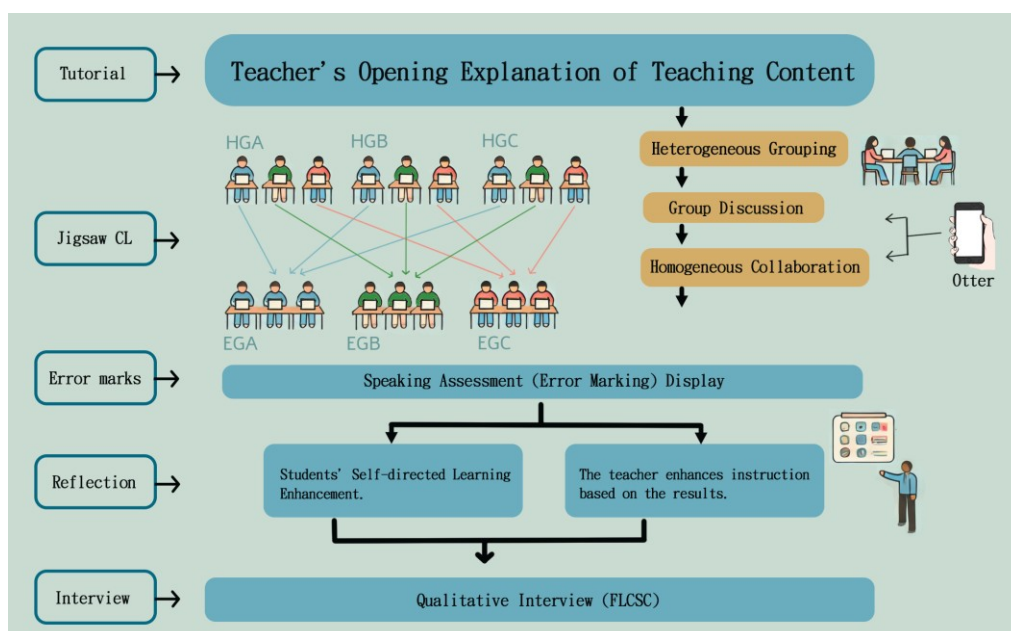 Tutorial
Teacher's Opening Explanation of Teaching Content
HGA
HGB
HGC
Heterogeneous Grouping
Group Discussion
Jigsaw CL
Homogeneous Collaboration
Otter
EGA
EGB
EGC
Error marks
Speaking Assessment (Error Marking) Display
Reflection
Students' Self-directed Learning
Enhancement.
The teacher enhances instruction
based on the results.
Interview
Qualitative Interview (FLCSC)